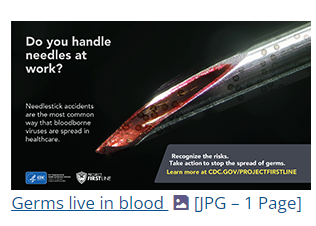 Do you handle
needles at
work?
Needlestick accidents
are the most common
way that bloodborne
viruses are spread in
healthcare.
Recognize the risks.
Take action to stop the spread of germs.
Learn more at CDC.GOV/PROJECTFIRSTLINE
CDC
FIRSTLINE
Germs live in blood [JPG – 1 Page]